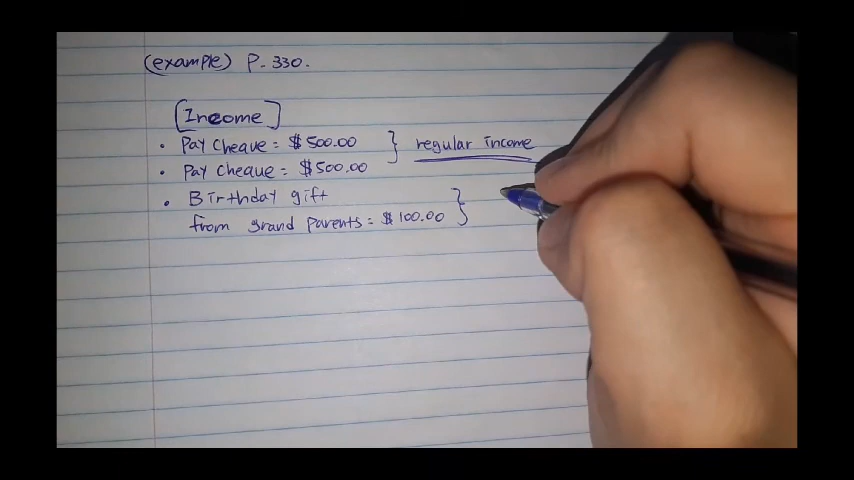 (example) P. 330.
[Income]
• Pay Cheque = $500.00 } regular income
• Pay Cheque = $500.00
• Birthday gift
from grand parents = $100.00 }